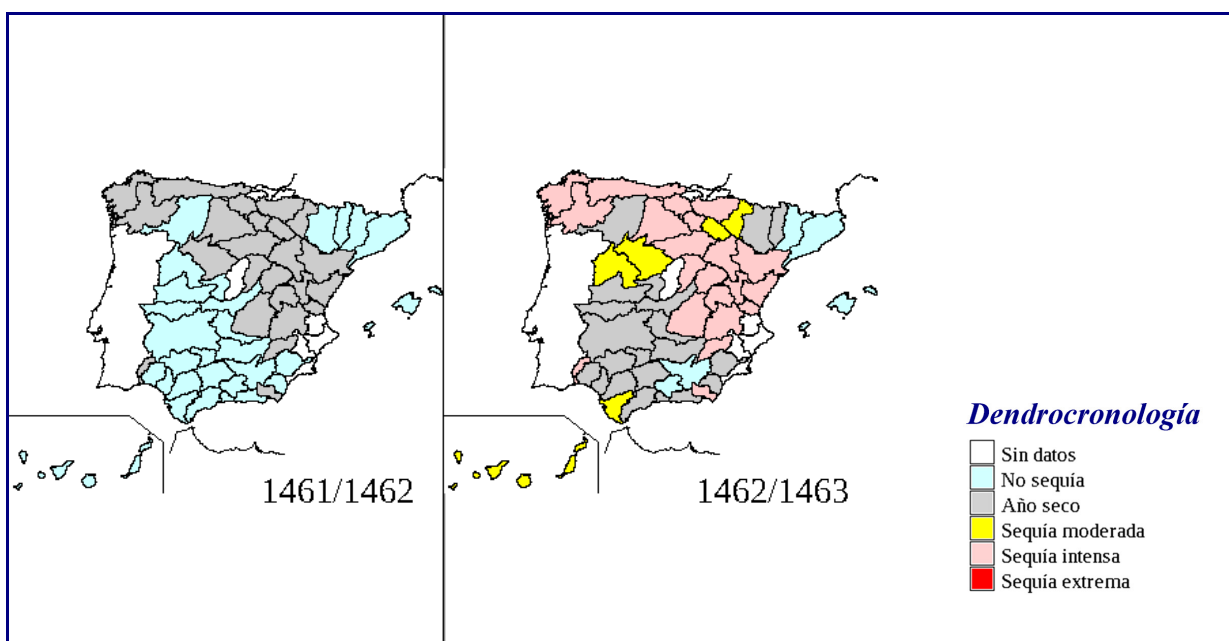 1461/1462
1462/1463
Dendrocronología
Sin datos
No sequía
Año seco
Sequía moderada
Sequía intensa
Sequía extrema